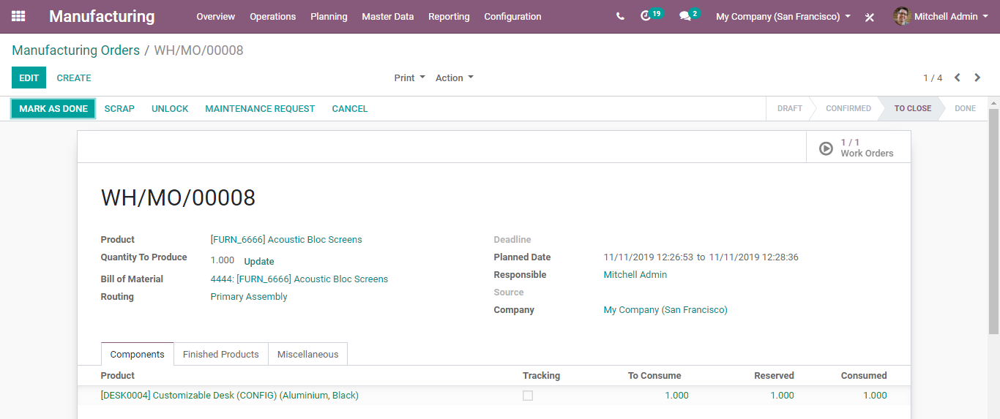 Manufacturing Overview Operations Planning Master Data Reporting Configuration 19 2 My Company (San Francisco) Mitchell Admin
Manufacturing Orders / WH/MO/00008
EDIT CREATE Print Action 1 / 4
MARK AS DONE SCRAP UNLOCK MAINTENANCE REQUEST CANCEL DRAFT CONFIRMED TO CLOSE DONE
1 / 1
Work Orders
WH/MO/00008
Product [FURN_6666] Acoustic Bloc Screens Deadline
Quantity To Produce 1.000 Update Planned Date 11/11/2019 12:26:53 to 11/11/2019 12:28:36
Bill of Material 4444: [FURN_6666] Acoustic Bloc Screens Responsible Mitchell Admin
Routing Primary Assembly Source
Company My Company (San Francisco)
Components Finished Products Miscellaneous
Product Tracking To Consume Reserved Consumed
[DESK0004] Customizable Desk (CONFIG) (Aluminium, Black) 1.000 1.000 1.000